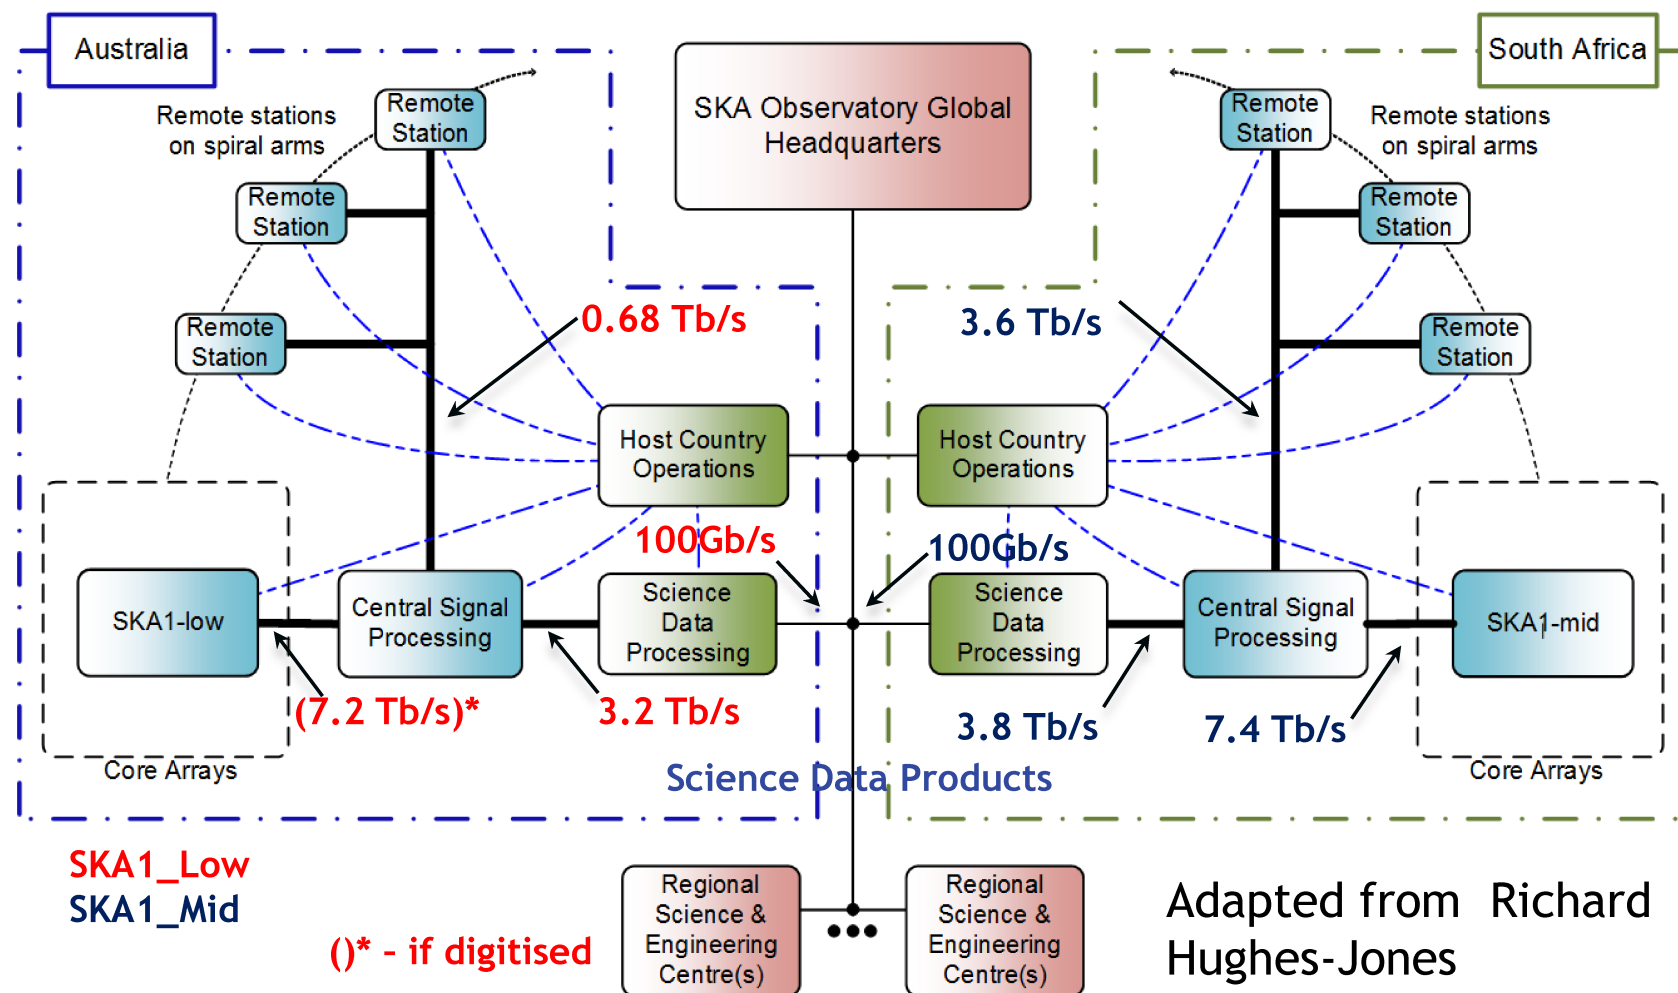 Australia
South Africa
SKA Observatory Global
Headquarters
Remote
Station
Remote stations
on spiral arms
Remote
Station
Remote
Station
Remote
Station
Remote stations
on spiral arms
Remote
Station
Remote
Station
0.68 Tb/s
3.6 Tb/s
Host Country
Operations
Host Country
Operations
100Gb/s
100Gb/s
SKA1-low
Central Signal
Processing
Science
Data
Processing
Science
Data
Processing
Central Signal
Processing
SKA1-mid
(7.2 Tb/s)*
3.2 Tb/s
3.8 Tb/s
7.4 Tb/s
Core Arrays
Science Data Products
Core Arrays
SKA1_Low
SKA1_Mid
()* - if digitised
Regional
Science &
Engineering
Centre(s)
Regional
Science &
Engineering
Centre(s)
Adapted from Richard
Hughes-Jones